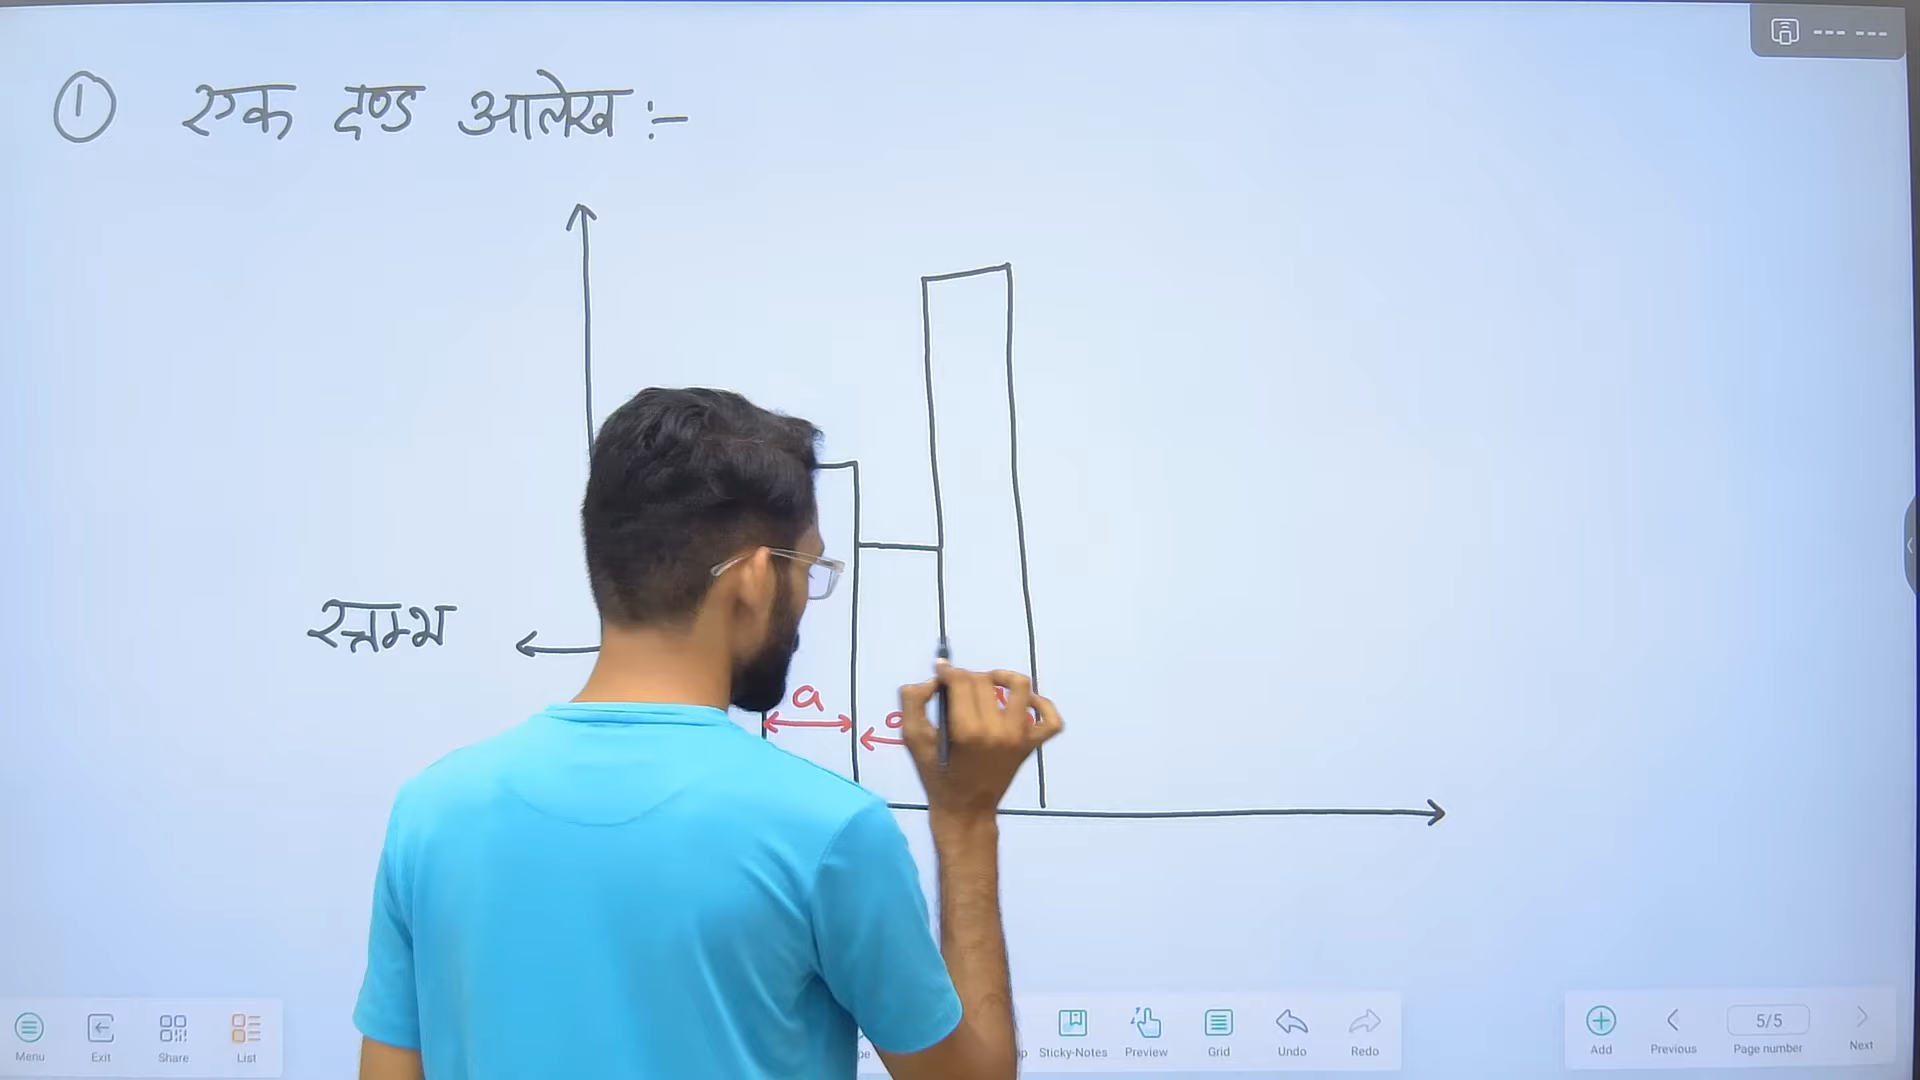 ① एक दण्ड आलेख :-
स्तम्भ
a
Menu
Exit
Share
List
Sticky-Notes
Preview
Grid
Undo
Redo
Add
Previous
5/5
Page number
Next